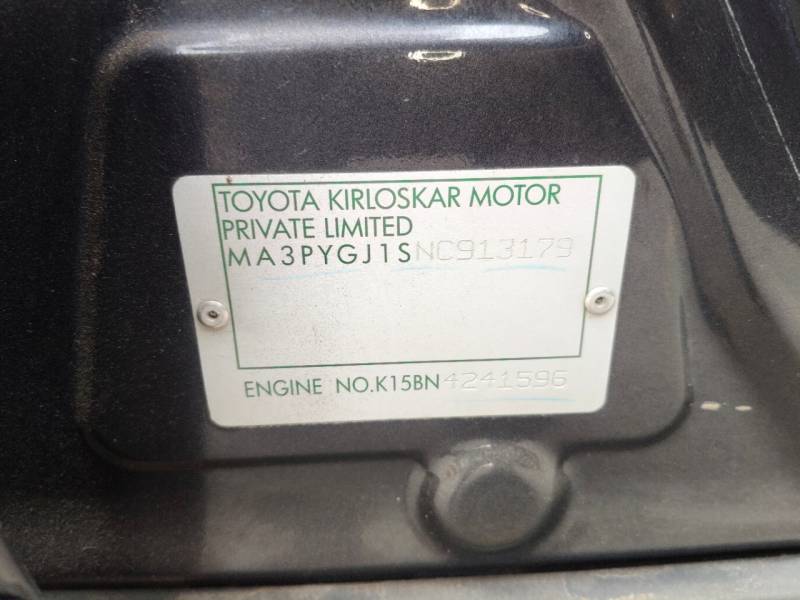 TOYOTA KIRLOSKAR MOTOR
PRIVATE LIMITED
MA3PYGJ1SNC913179
ENGINE NO.K15BN4241596